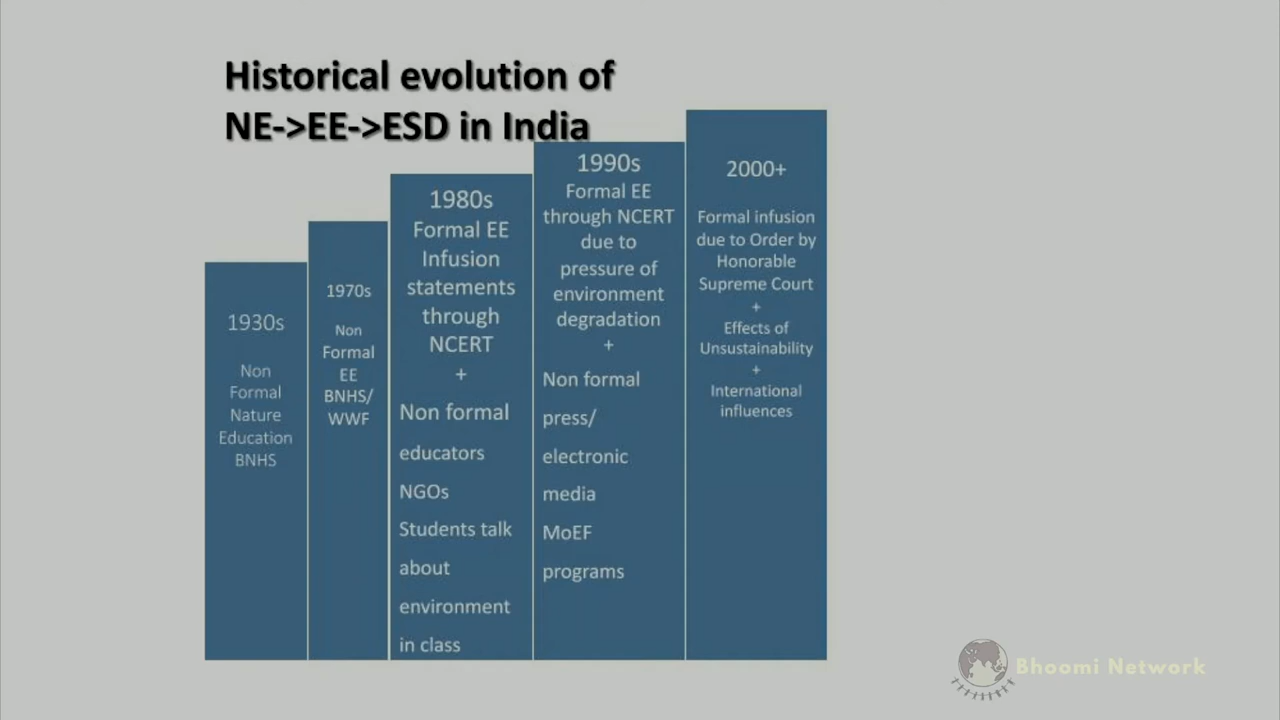 Historical evolution of
NE->EE->ESD in India
1930s
Non
Formal
Nature
Education
BNHS
1970s
Non
Formal
EE
BNHS/
WWF
1980s
Formal EE
Infusion
statements
through
NCERT
+
Non formal
educators
NGOs
Students talk
about
environment
in class
1990s
Formal EE
through NCERT
due to
pressure of
environment
degradation
+
Non formal
press/
electronic
media
MoEF
programs
2000+
Formal infusion
due to Order by
Honorable
Supreme Court
+
Effects of
Unsustainability
+
International
influences
Bhoomi Network